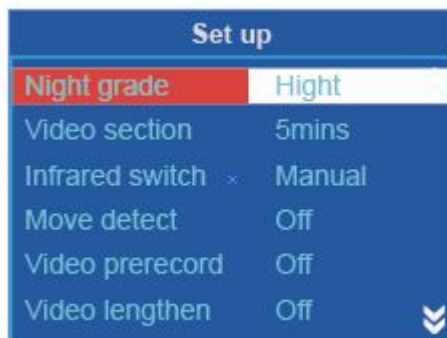 Set up
Night grade Hight
Video section 5mins
Infrared switch × Manual
Move detect Off
Video prerecord Off
Video lengthen Off